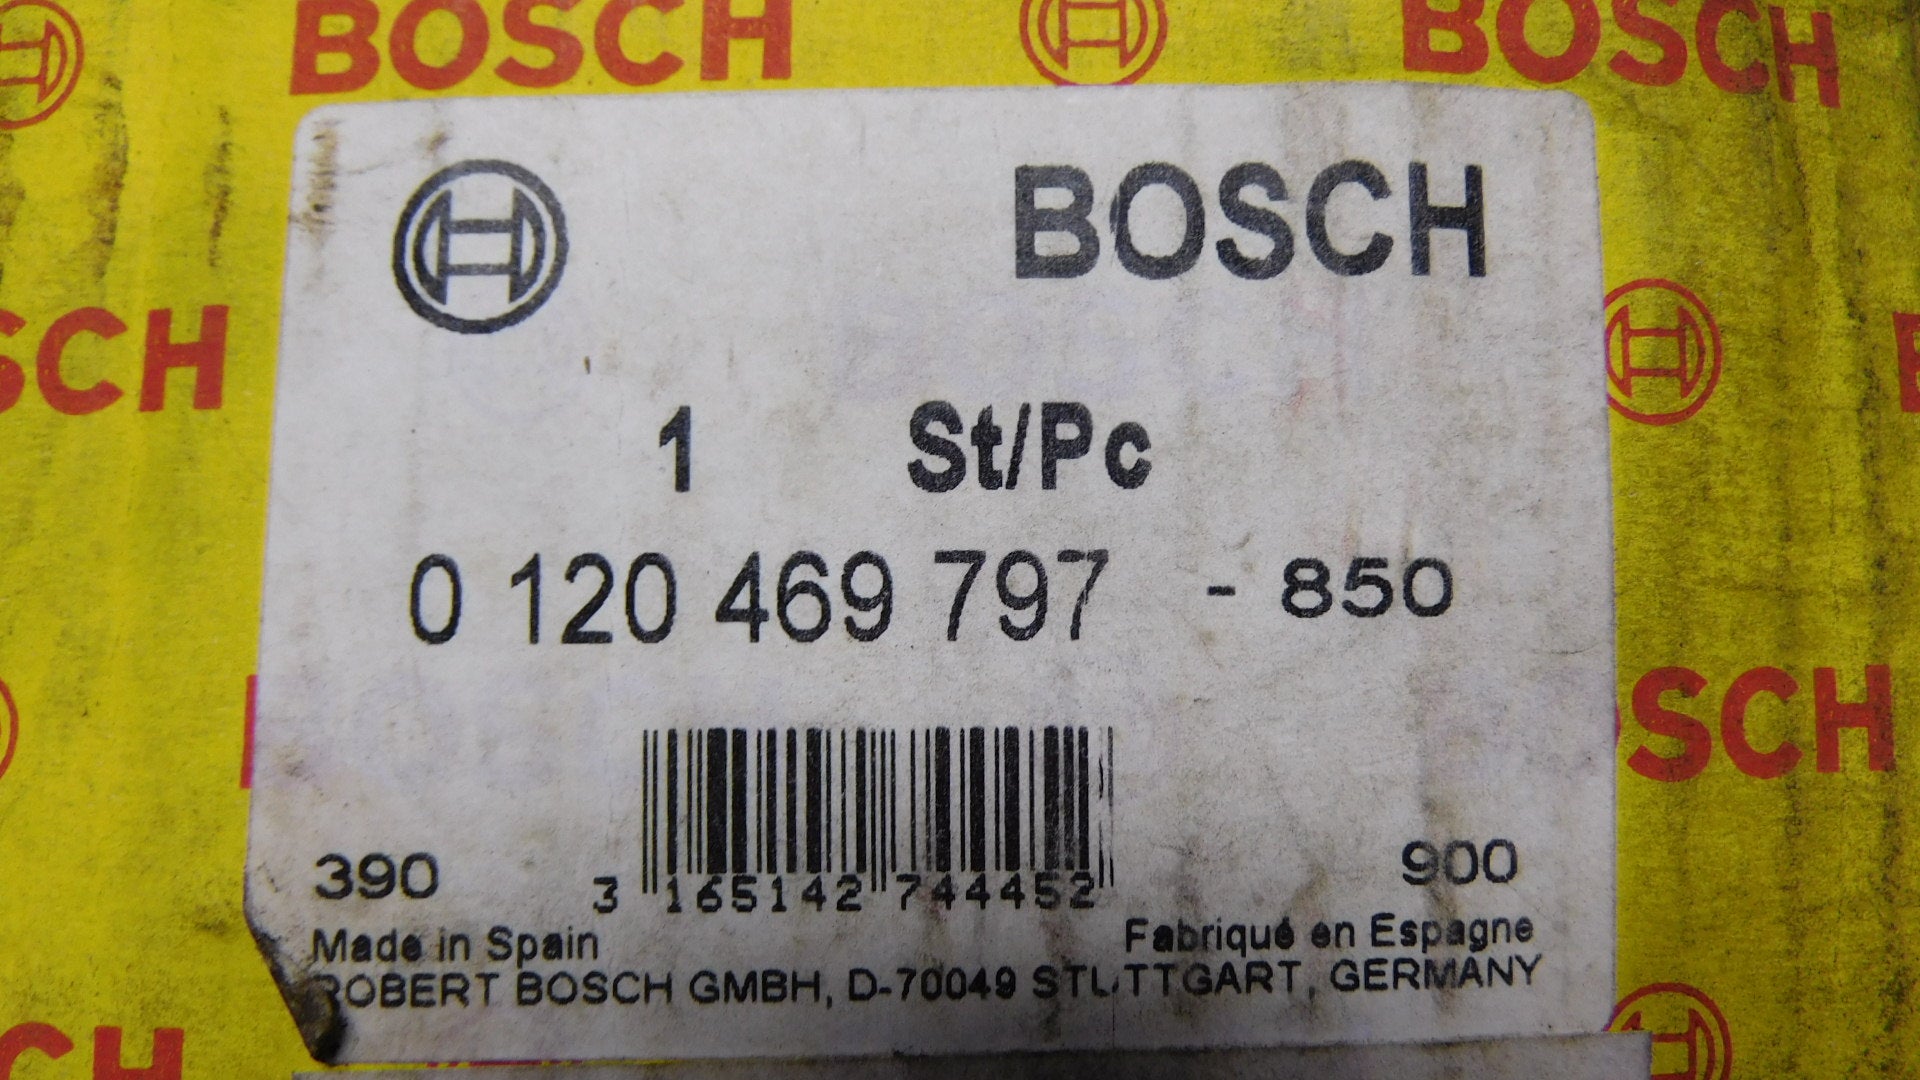 BOSCH BOSCH
BOSCH
SCH
1 St/Pc
0 120 469 797 - 850
OSCH
390 3 165142 744452 900
Made in Spain Fabriqué en Espagne
ROBERT BOSCH GMBH, D-70049 STUTTGART, GERMANY
CH